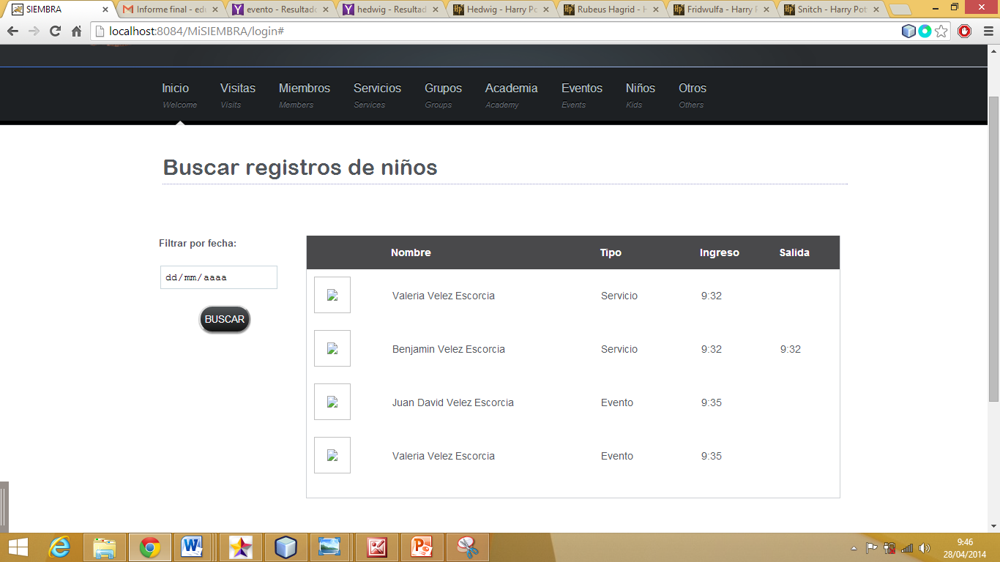 SIEMBRA
Informe final - edu
evento - Resultado
hedwig - Resultad
Hedwig - Harry Po
Rubeus Hagrid - H
Fridwulfa - Harry P
Snitch - Harry Pot
localhost:8084/MiSIEMBRA/login#
Inicio Visitas Miembros Servicios Grupos Academia Eventos Niños Otros
Welcome Visits Members Services Groups Academy Events Kids Others
Buscar registros de niños
Filtrar por fecha:
dd/mm/aaaa
BUSCAR
Nombre Tipo Ingreso Salida
Valeria Velez Escorcia Servicio 9:32
Benjamin Velez Escorcia Servicio 9:32 9:32
Juan David Velez Escorcia Evento 9:35
Valeria Velez Escorcia Evento 9:35
9:46
28/04/2014